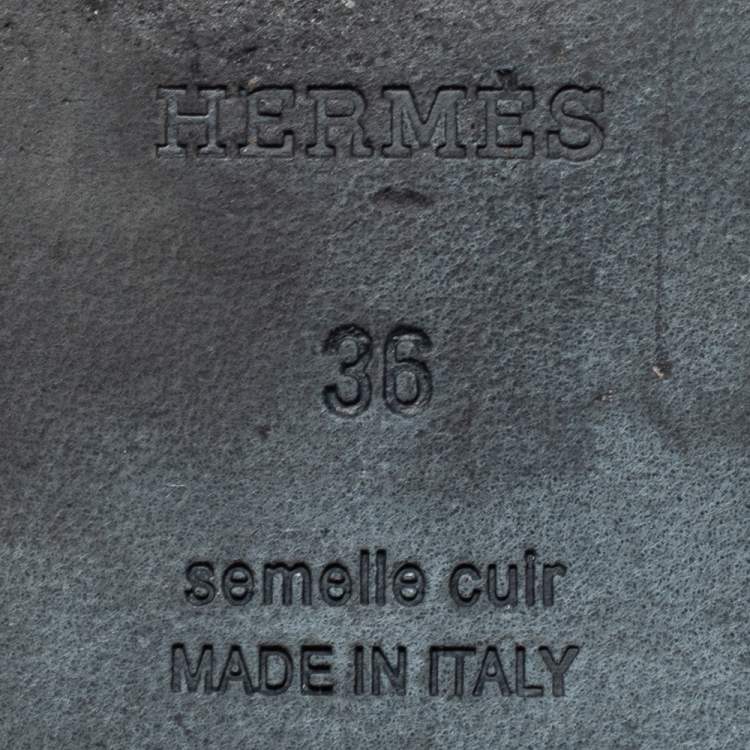 HERMÈS
36
semelle cuir
MADE IN ITALY